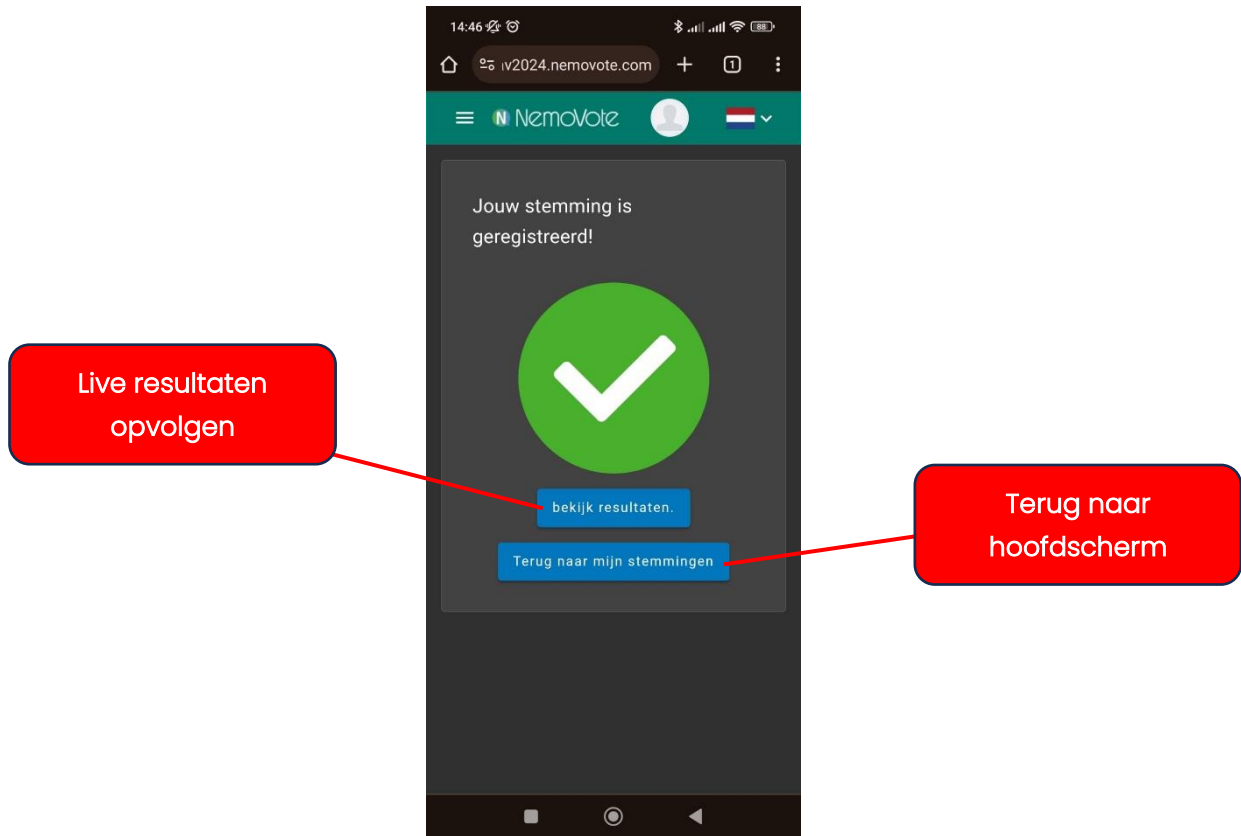 14:46
88
ıv2024.nemovote.com
1
N NemoVote
Jouw stemming is
geregistreerd!
Live resultaten
opvolgen
bekijk resultaten.
Terug naar
hoofdscherm
Terug naar mijn stemmingen